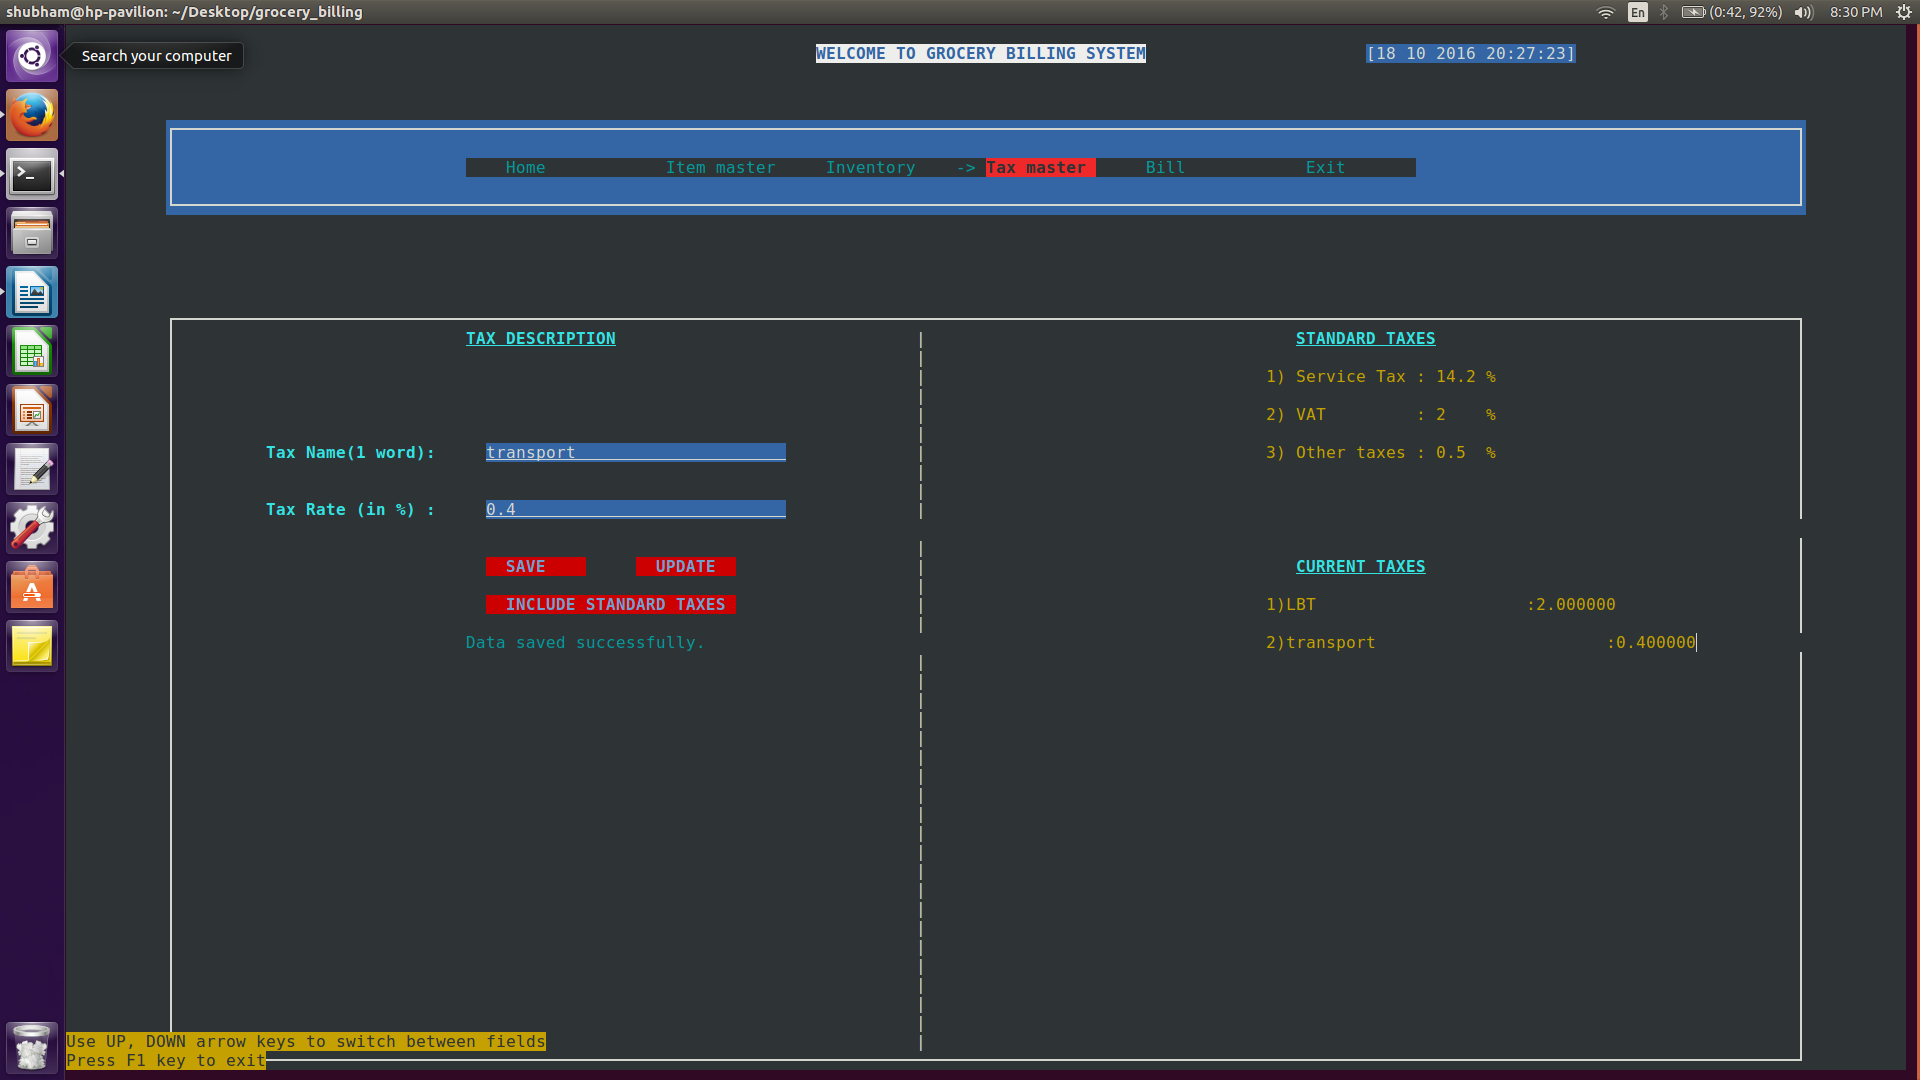 shubham@hp-pavilion: ~/Desktop/grocery_billing
En
(0:42, 92%)
8:30 PM
Search your computer
WELCOME TO GROCERY BILLING SYSTEM
[18 10 2016 20:27:23]
Home Item master Inventory -> Tax master Bill Exit
TAX DESCRIPTION
Tax Name(1 word): transport
Tax Rate (in %) : 0.4
SAVE UPDATE
INCLUDE STANDARD TAXES
Data saved successfully.
STANDARD TAXES
1) Service Tax : 14.2 %
2) VAT : 2 %
3) Other taxes : 0.5 %
CURRENT TAXES
1)LBT :2.000000
2)transport :0.400000
Use UP, DOWN arrow keys to switch between fields
Press F1 key to exit